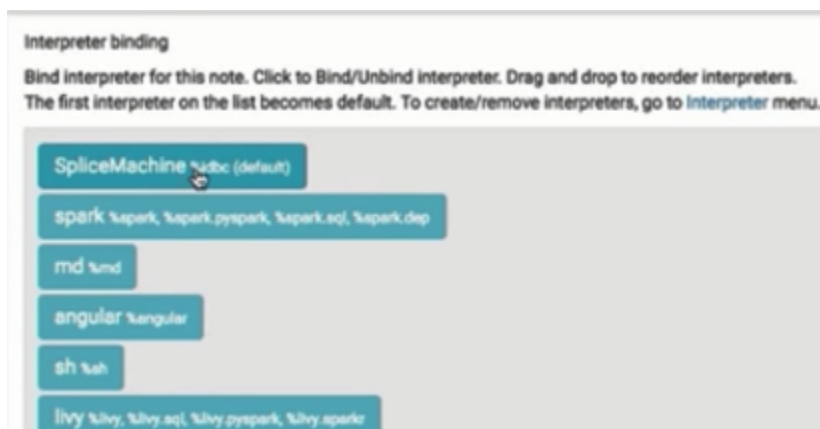 Interpreter binding
Bind interpreter for this note. Click to Bind/Unbind interpreter. Drag and drop to reorder interpreters.
The first interpreter on the list becomes default. To create/remove interpreters, go to Interpreter menu.
SpliceMachine %jdbc (default)
spark %spark, %spark.pyspark, %spark.sql, %spark.dep
md %md
angular %angular
sh %sh
livy %livy, %livy.sql, %livy.pyspark, %livy.sparkr